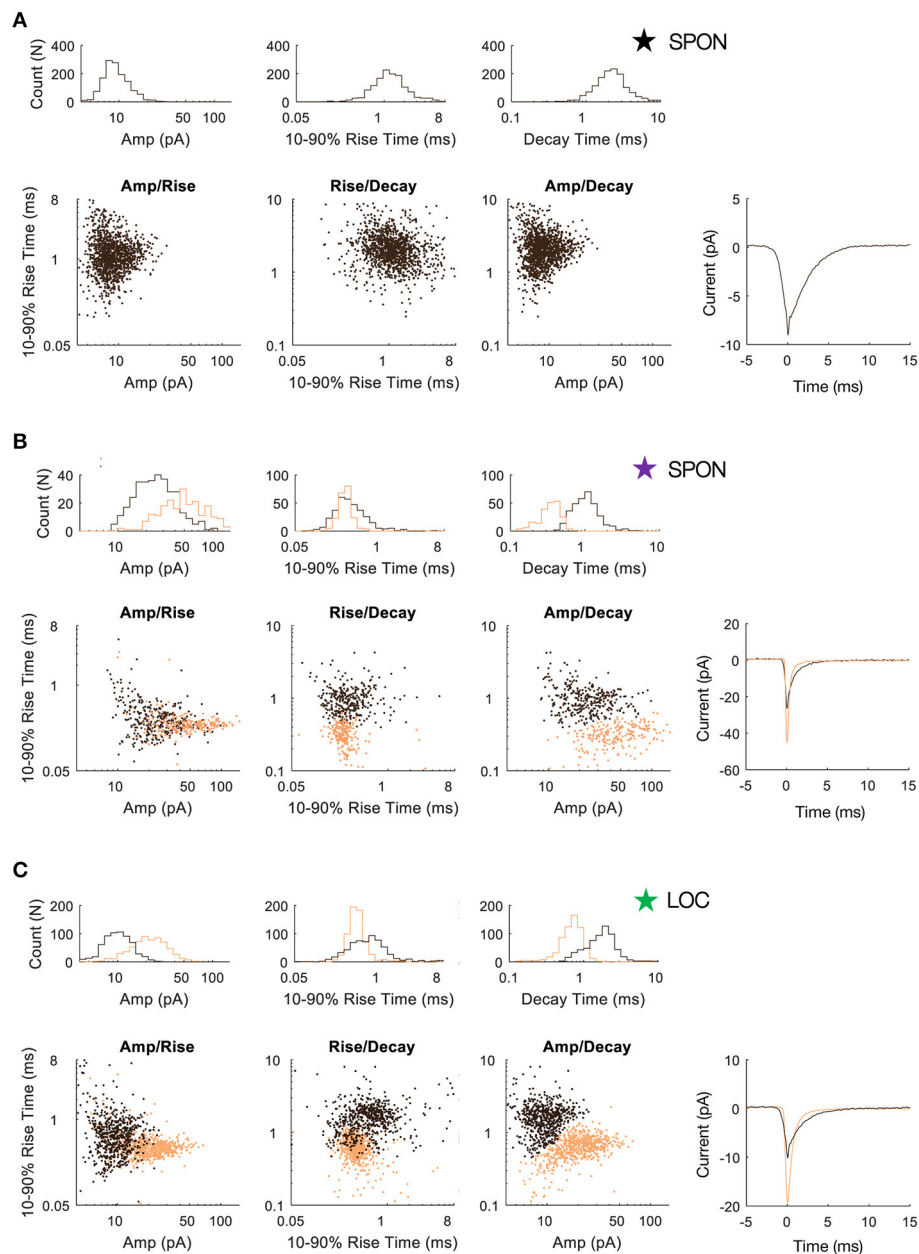 A
★ SPON
400
200
0
Count (N)
10 50 100
Amp (pA)
400
200
0
1 8
10-90% Rise Time (ms)
400
200
0
0.1 1 10
Decay Time (ms)
Amp/Rise
8
1
0.05
10-90% Rise Time (ms)
10 50 100
Amp (pA)
Rise/Decay
10
1
0.1
0.05 1 8
10-90% Rise Time (ms)
Amp/Decay
10
1
0.1
10 50 100
Amp (pA)
5
0
-5
-10
Current (pA)
-5 0 5 10 15
Time (ms)
B
★ SPON
40
20
0
Count (N)
10 50 100
Amp (pA)
100
50
0
0.05 1 8
10-90% Rise Time (ms)
100
50
0
0.1 1 10
Decay Time (ms)
Amp/Rise
8
1
0.05
10-90% Rise Time (ms)
10 50 100
Amp (pA)
Rise/Decay
10
1
0.1
0.05 1 8
10-90% Rise Time (ms)
Amp/Decay
10
1
0.1
10 50 100
Amp (pA)
20
0
-20
-40
-60
Current (pA)
-5 0 5 10 15
Time (ms)
C
★ LOC
200
100
0
Count (N)
10 50 100
Amp (pA)
200
100
0
0.05 1 8
10-90% Rise Time (ms)
200
100
0
0.1 1 10
Decay Time (ms)
Amp/Rise
8
1
0.05
10-90% Rise Time (ms)
10 50 100
Amp (pA)
Rise/Decay
10
1
0.1
0.05 1 8
10-90% Rise Time (ms)
Amp/Decay
10
1
0.1
10 50 100
Amp (pA)
10
0
-10
-20
Current (pA)
-5 0 5 10 15
Time (ms)